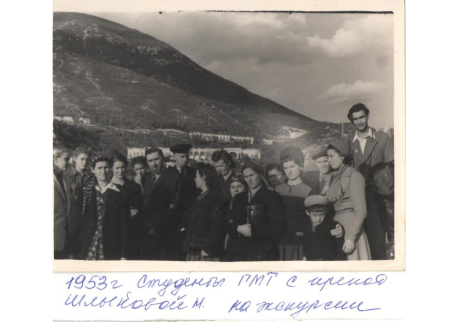 1953г Студенты ГМТ с препод
Шлыковой Н. на экскурсии